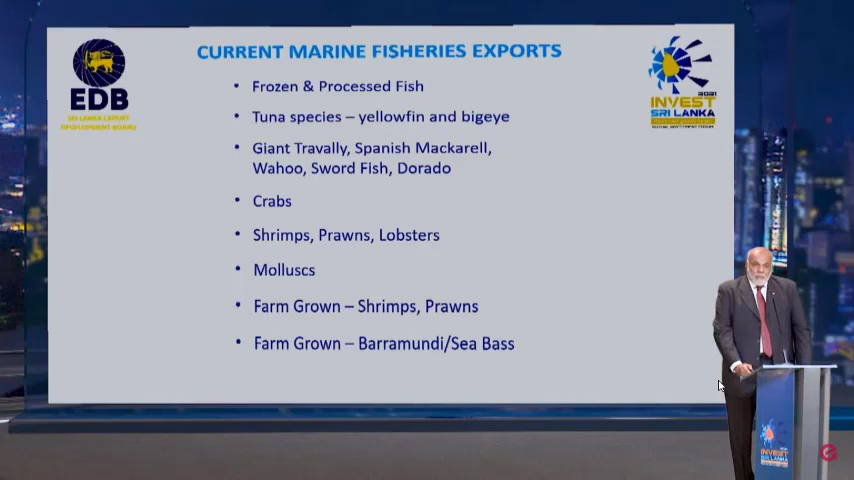 CURRENT MARINE FISHERIES EXPORTS
EDB
SRI LANKA EXPORT
DEVELOPMENT BOARD
2021
INVEST
SRI LANKA
• Frozen & Processed Fish
• Tuna species – yellowfin and bigeye
• Giant Travally, Spanish Mackarell,
Wahoo, Sword Fish, Dorado
• Crabs
• Shrimps, Prawns, Lobsters
• Molluscs
• Farm Grown – Shrimps, Prawns
• Farm Grown – Barramundi/Sea Bass
INVEST
SRI LANKA
e